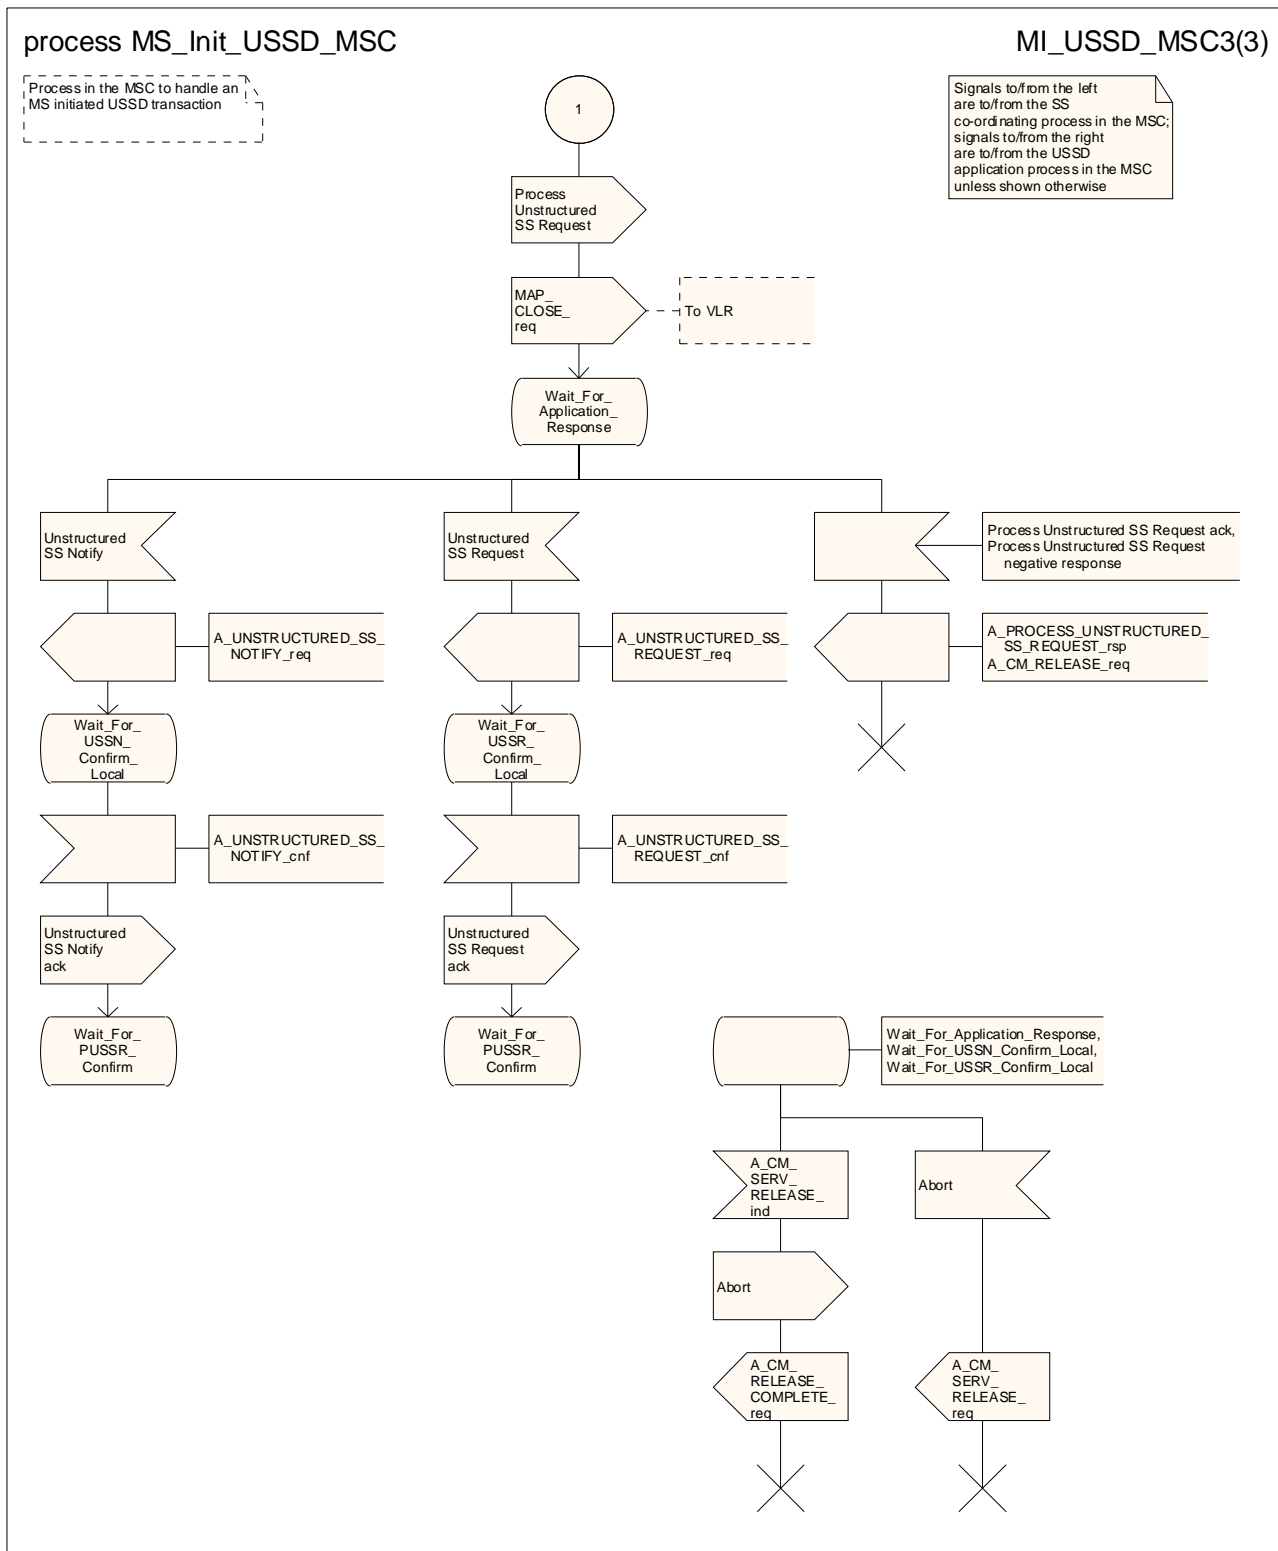 process MS_Init_USSD_MSC
MI_USSD_MSC3(3)
Process in the MSC to handle an
MS initiated USSD transaction
1
Signals to/from the left
are to/from the SS
co-ordinating process in the MSC;
signals to/from the right
are to/from the USSD
application process in the MSC
unless shown otherwise
Process
Unstructured
SS Request
MAP_
CLOSE_
req
To VLR
Wait_For_
Application_
Response
Unstructured
SS Notify
Unstructured
SS Request
Process Unstructured SS Request ack,
Process Unstructured SS Request
negative response
A_UNSTRUCTURED_SS_
NOTIFY_req
A_UNSTRUCTURED_SS_
REQUEST_req
A_PROCESS_UNSTRUCTURED_
SS_REQUEST_rsp
A_CM_RELEASE_req
Wait_For_
USSN_
Confirm_
Local
Wait_For_
USSR_
Confirm_
Local
A_UNSTRUCTURED_SS_
NOTIFY_cnf
A_UNSTRUCTURED_SS_
REQUEST_cnf
Unstructured
SS Notify
ack
Unstructured
SS Request
ack
Wait_For_
PUSSR_
Confirm
Wait_For_
PUSSR_
Confirm
Wait_For_Application_Response,
Wait_For_USSN_Confirm_Local,
Wait_For_USSR_Confirm_Local
A_CM_
SERV_
RELEASE_
ind
Abort
Abort
A_CM_
RELEASE_
COMPLETE_
req
A_CM_
SERV_
RELEASE_
req